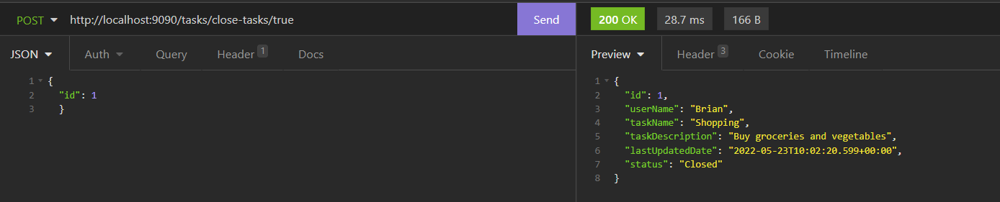 POST http://localhost:9090/tasks/close-tasks/true Send
JSON Auth Query Header 1 Docs
1 {
2 "id": 1
3 }
200 OK 28.7 ms 166 B
Preview Header 3 Cookie Timeline
1 {
2 "id": 1,
3 "userName": "Brian",
4 "taskName": "Shopping",
5 "taskDescription": "Buy groceries and vegetables",
6 "lastUpdatedDate": "2022-05-23T10:02:20.599+00:00",
7 "status": "Closed"
8 }